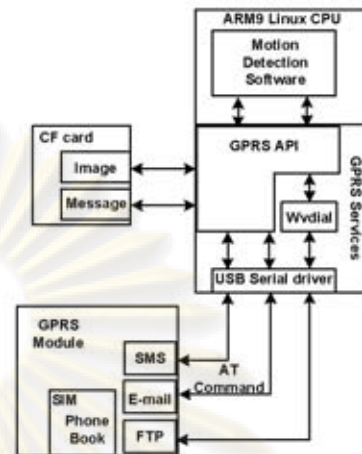 ARM9 Linux CPU
Motion
Detection
Software
CF card
Image
Message
GPRS API
Wvdial
GPRS Services
USB Serial driver
GPRS
Module
SMS
AT
Command
E-mail
SIM
Phone
Book
FTP